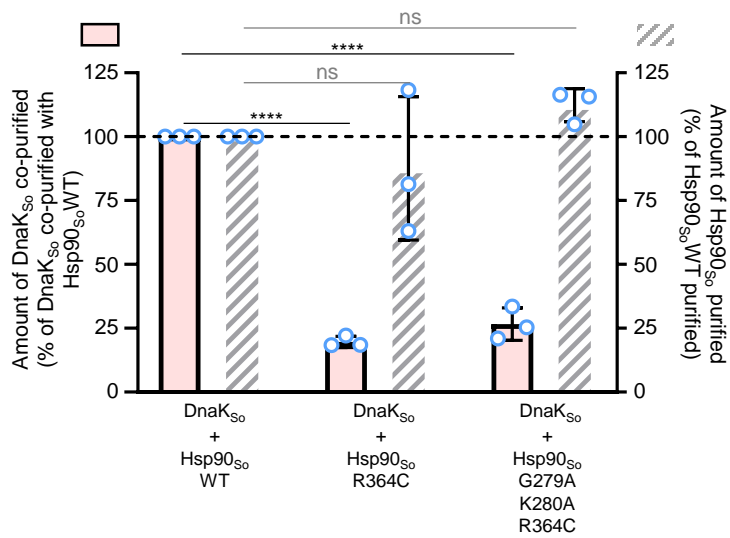 ns
****
ns
****
Amount of DnaKSo co-purified
(% of DnaKSo co-purified with
Hsp90SoWT)
125
100
75
50
25
0
125
100
75
50
25
0
Amount of Hsp90So purified
(% of Hsp90SoWT purified)
DnaKSo
+
Hsp90So
WT
DnaKSo
+
Hsp90So
R364C
DnaKSo
+
Hsp90So
G279A
K280A
R364C